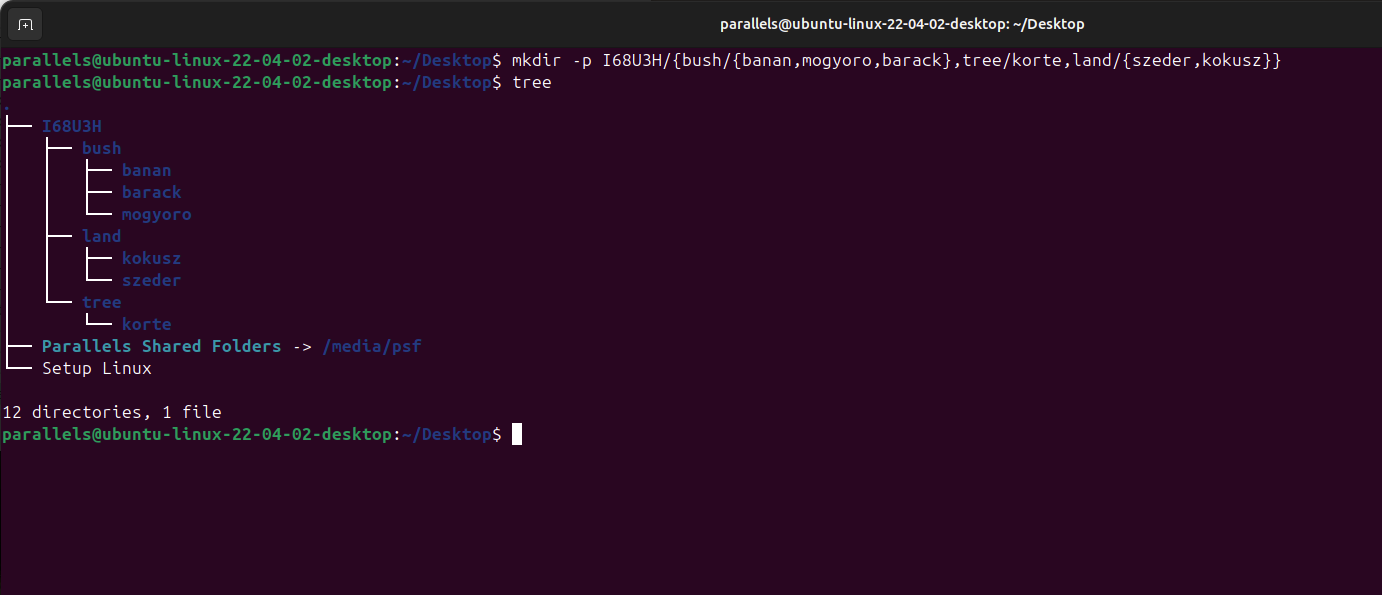 parallels@ubuntu-linux-22-04-02-desktop: ~/Desktop
parallels@ubuntu-linux-22-04-02-desktop:~/Desktop$ mkdir -p I68U3H/{bush/{banan,mogyoro,barack},tree/korte,land/{szeder,kokusz}}
parallels@ubuntu-linux-22-04-02-desktop:~/Desktop$ tree
.
├── I68U3H
│   ├── bush
│   │   ├── banan
│   │   ├── barack
│   │   └── mogyoro
│   ├── land
│   │   ├── kokusz
│   │   └── szeder
│   └── tree
│       └── korte
├── Parallels Shared Folders -> /media/psf
└── Setup Linux
12 directories, 1 file
parallels@ubuntu-linux-22-04-02-desktop:~/Desktop$